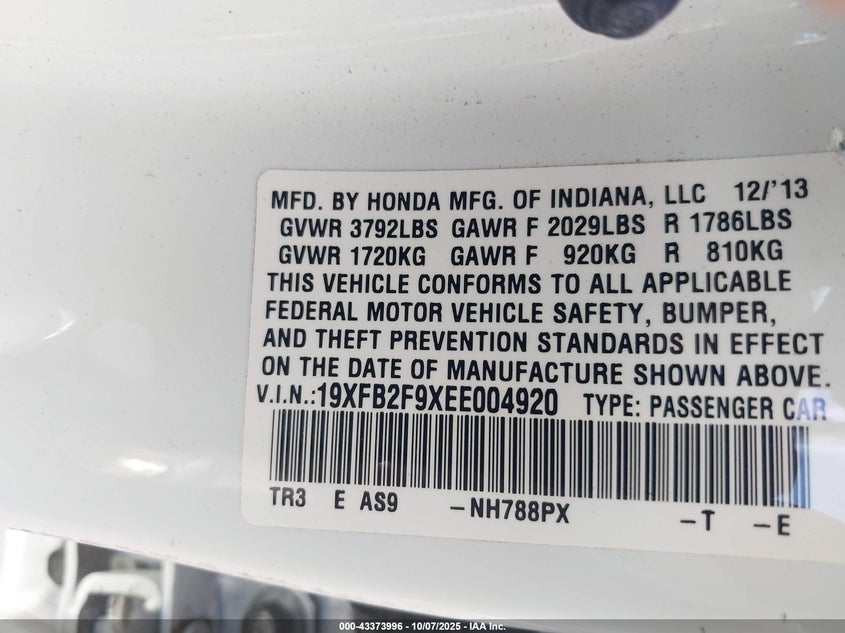 MFD. BY HONDA MFG. OF INDIANA, LLC 12/'13
GVWR 3792LBS GAWR F 2029LBS R 1786LBS
GVWR 1720KG GAWR F 920KG R 810KG
THIS VEHICLE CONFORMS TO ALL APPLICABLE
FEDERAL MOTOR VEHICLE SAFETY, BUMPER,
AND THEFT PREVENTION STANDARDS IN EFFECT
ON THE DATE OF MANUFACTURE SHOWN ABOVE.
V.I.N.:19XFB2F9XEE004920 TYPE: PASSENGER CAR
TR3 E AS9 -NH788PX -T -E
000-43373996 | 10/07/2025 - IAA Inc.